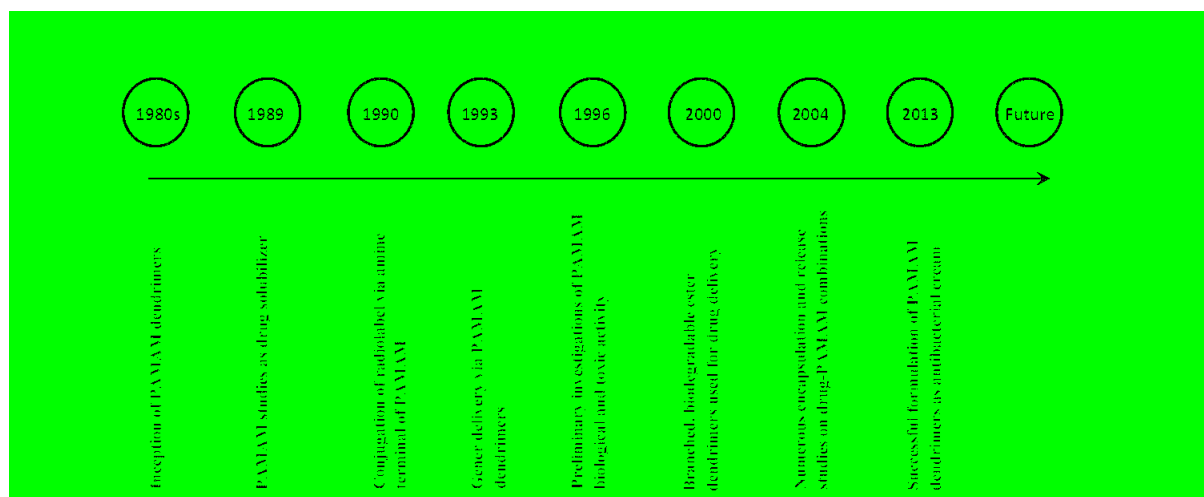 1980s
1989
1990
1993
1996
2000
2004
2013
Future
Inception of PAMAM dendrimers
PAMAM studies as drug solubilizer
Conjugation of radiolabel via amine
terminal of PAMAM
Gener delivery via PAMAM
dendrimers
Preliminary investigations of PAMAM
biological and toxic activity
Branched, biodegradable ester
dendrimers used for drug delivery
Numerous encapsulation and release
studies on drug-PAMAM combinations
Successful formulation of PAMAM
dendrimers as antibacterial cream